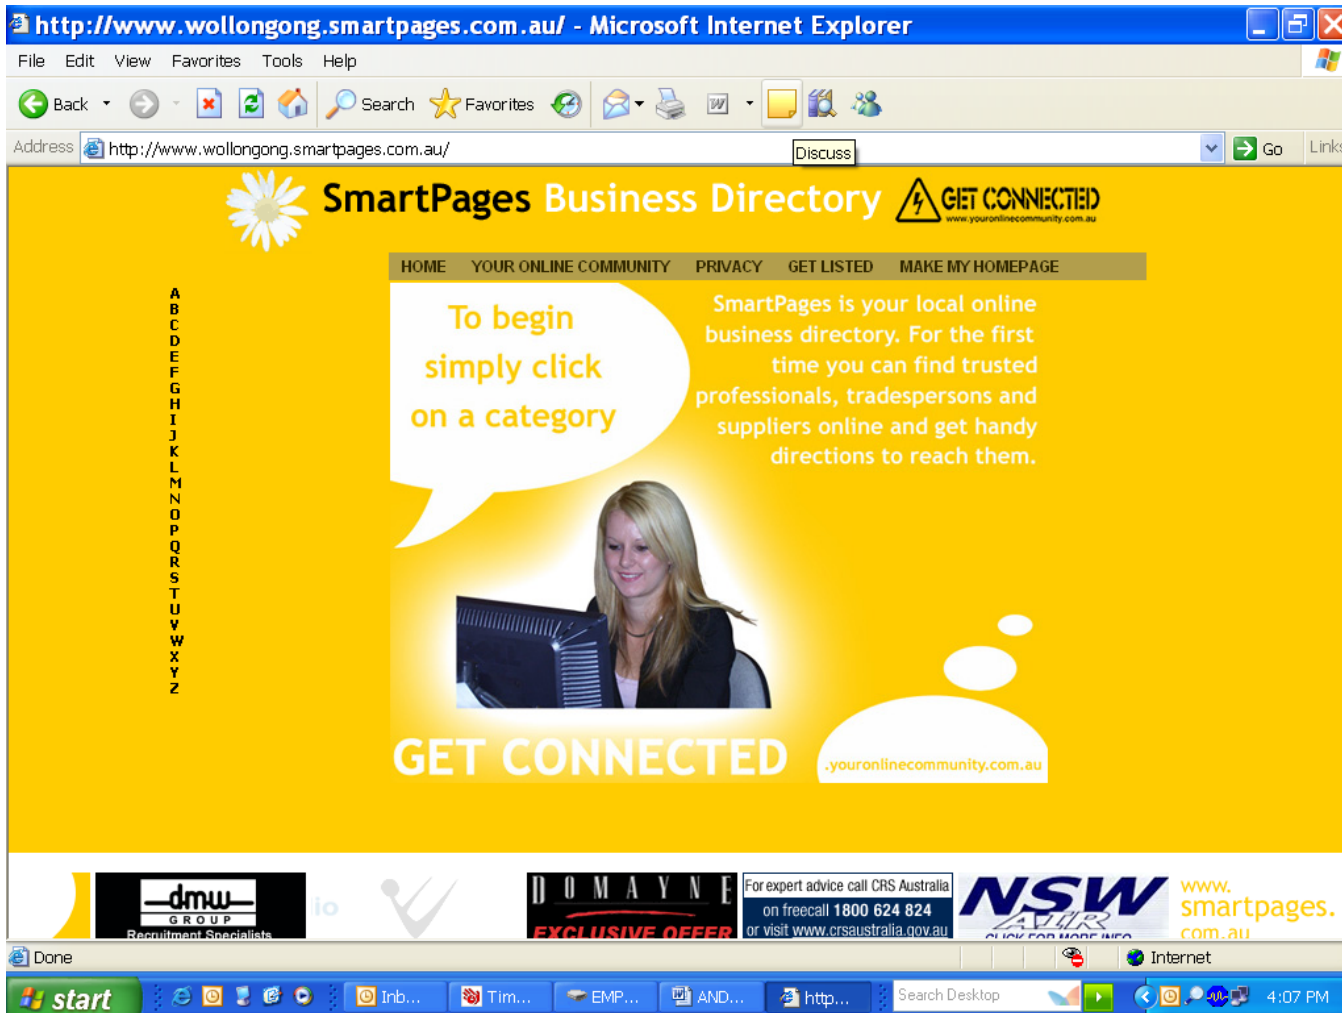 http://www.wollongong.smartpages.com.au/ - Microsoft Internet Explorer
File Edit View Favorites Tools Help
Back Search Favorites
Address http://www.wollongong.smartpages.com.au/ Go Links
Discuss
SmartPages Business Directory GET CONNECTED
www.youronlinecommunity.com.au
HOME YOUR ONLINE COMMUNITY PRIVACY GET LISTED MAKE MY HOMEPAGE
A
B
C
D
E
F
G
H
I
J
K
L
M
N
O
P
Q
R
S
T
U
V
W
X
Y
Z
To begin
simply click
on a category
SmartPages is your local online
business directory. For the first
time you can find trusted
professionals, tradespersons and
suppliers online and get handy
directions to reach them.
GET CONNECTED
.youronlinecommunity.com.au
dmw
GROUP
Recruitment Specialists
DOMAYNE
EXCLUSIVE OFFER
For expert advice call CRS Australia
on freecall 1800 624 824
or visit www.crsaustralia.gov.au
NSW
AIR
CLICK FOR MORE INFO
www.
smartpages.
com.au
Done Internet
start Inb... Tim... EMP... AND... http... Search Desktop 4:07 PM